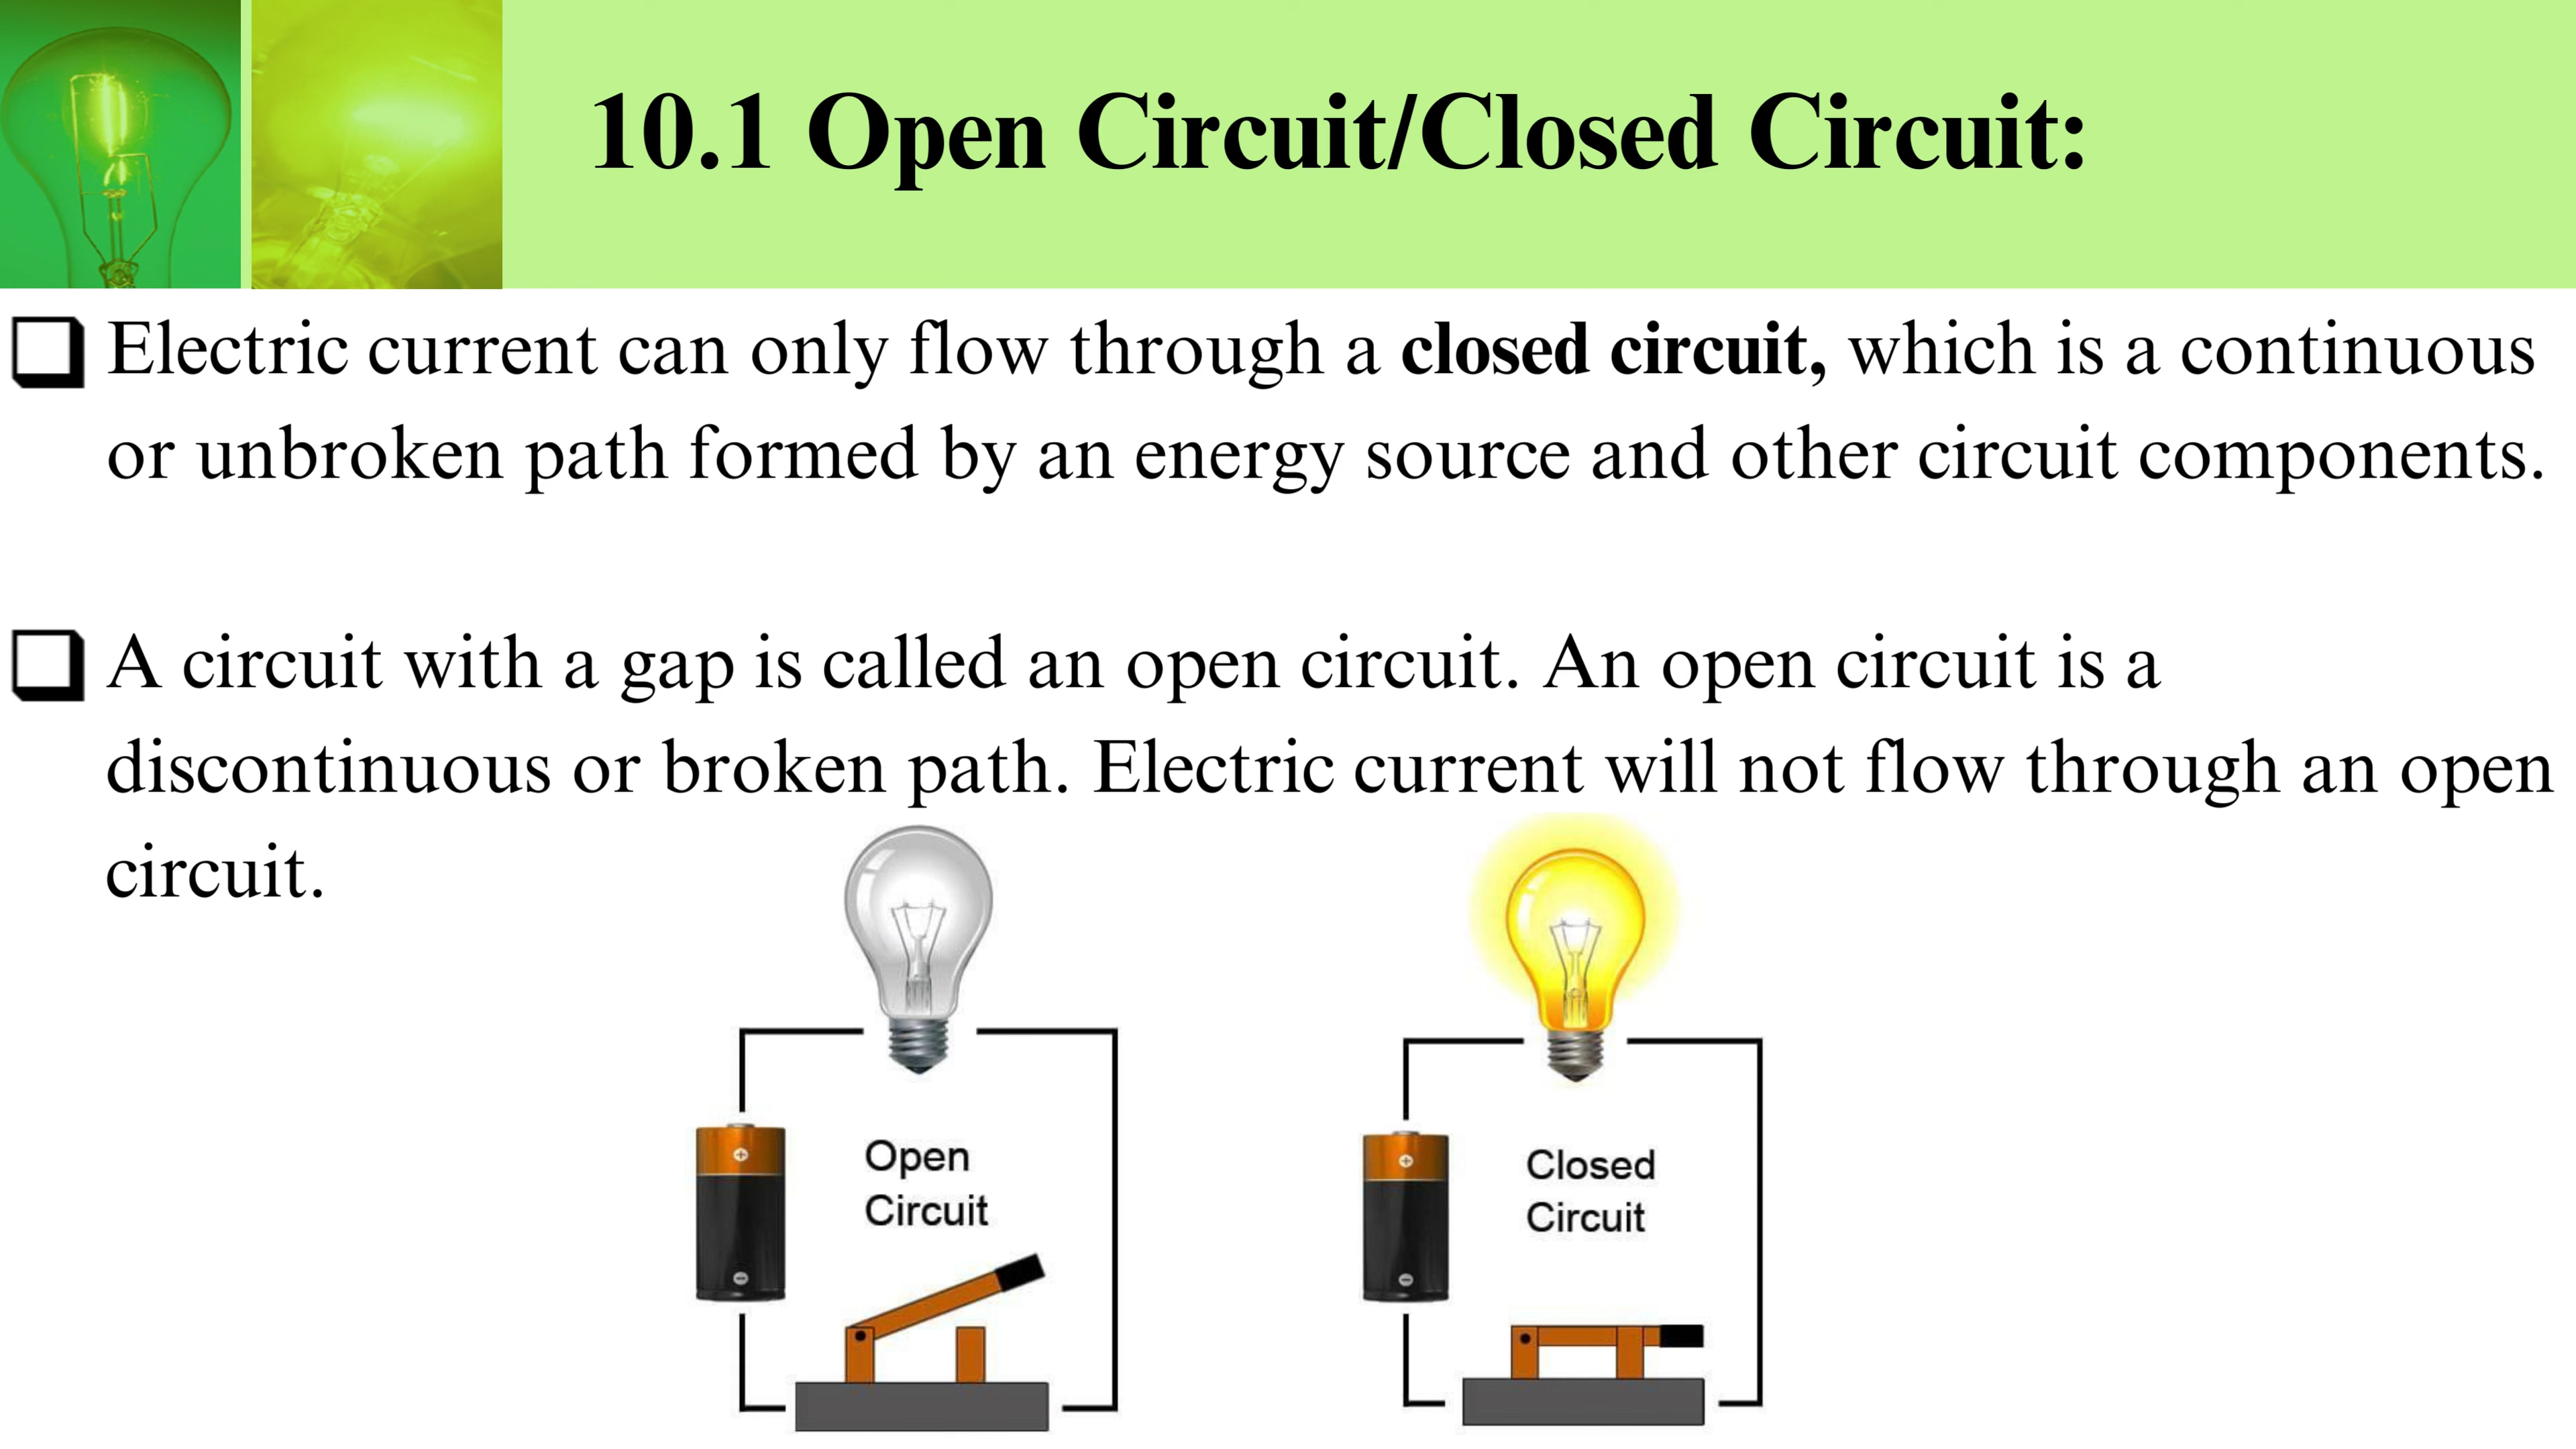 10.1 Open Circuit/Closed Circuit:
Electric current can only flow through a closed circuit, which is a continuous
or unbroken path formed by an energy source and other circuit components.
A circuit with a gap is called an open circuit. An open circuit is a
discontinuous or broken path. Electric current will not flow through an open
circuit.
Open
Circuit
+
-
Closed
Circuit
+
-